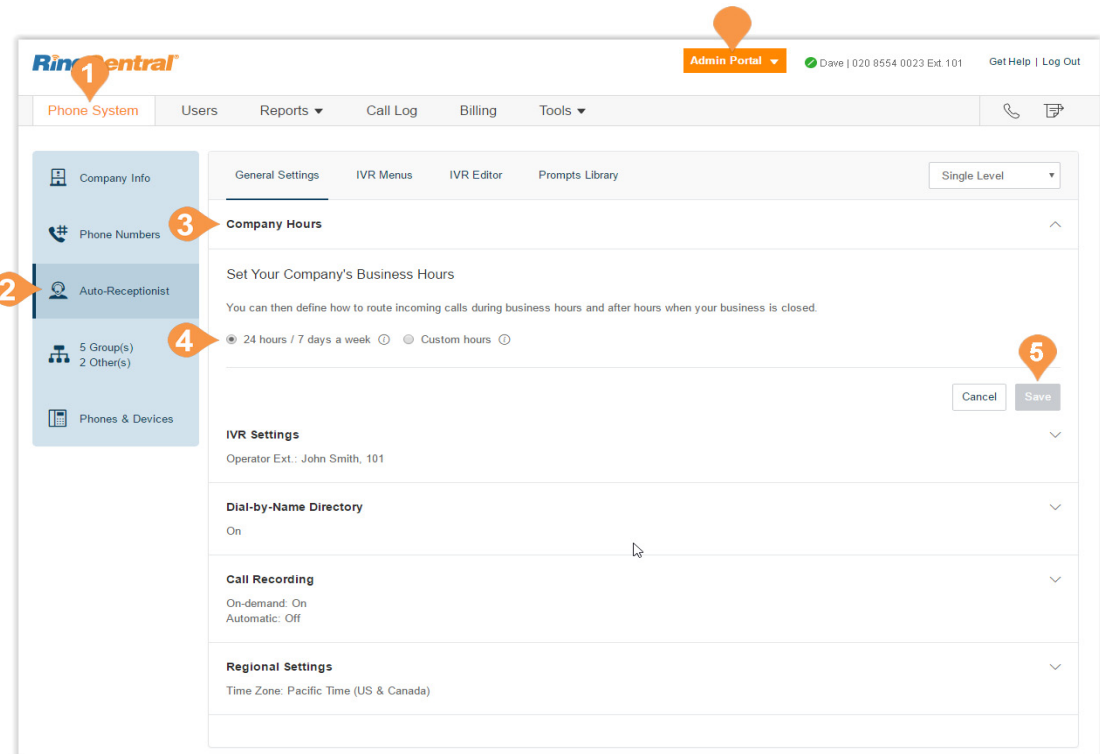 RingCentral
Admin Portal
Dave | 020 8554 0023 Ext. 101
Get Help | Log Out
1
Phone System
Users
Reports
Call Log
Billing
Tools
Company Info
Phone Numbers
2
Auto-Receptionist
5 Group(s)
2 Other(s)
Phones & Devices
General Settings
IVR Menus
IVR Editor
Prompts Library
Single Level
3
Company Hours
Set Your Company's Business Hours
You can then define how to route incoming calls during business hours and after hours when your business is closed.
4
24 hours / 7 days a week
Custom hours
5
Cancel
Save
IVR Settings
Operator Ext.: John Smith, 101
Dial-by-Name Directory
On
Call Recording
On-demand: On
Automatic: Off
Regional Settings
Time Zone: Pacific Time (US & Canada)